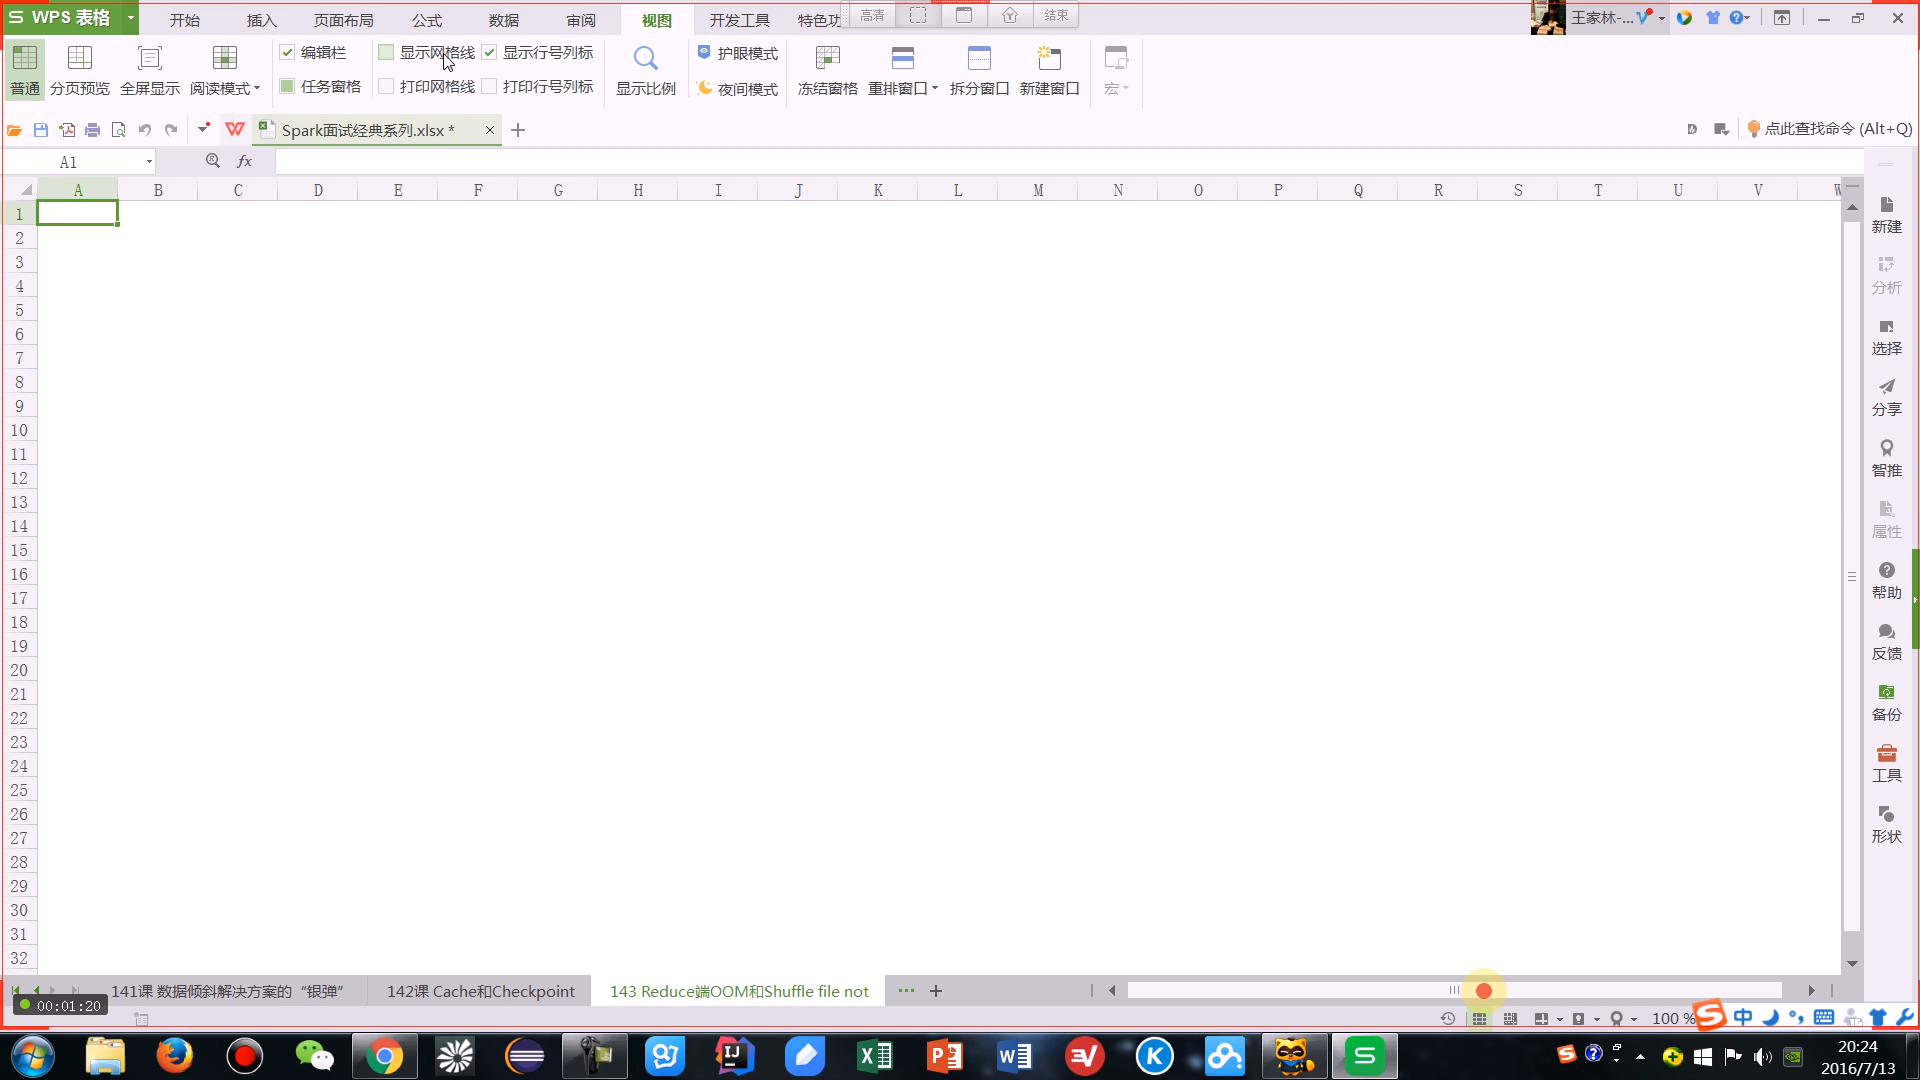 S WPS 表格 开始 插入 页面布局 公式 数据 审阅 视图 开发工具 特色功 高清 结束 王家林-...
普通 分页预览 全屏显示 阅读模式 编辑栏 任务窗格 显示网格线 打印网格线 显示行号列标 打印行号列标 显示比例 护眼模式 夜间模式 冻结窗格 重排窗口 拆分窗口 新建窗口 宏
Spark面试经典系列.xlsx * 点此查找命令 (Alt+Q)
A1 fx
A B C D E F G H I J K L M N O P Q R S T U V W
1
2
3
4
5
6
7
8
9
10
11
12
13
14
15
16
17
18
19
20
21
22
23
24
25
26
27
28
29
30
31
32
新建
分析
选择
分享
智推
属性
帮助
反馈
备份
工具
形状
141课 数据倾斜解决方案的“银弹” 142课 Cache和Checkpoint 143 Reduce端OOM和Shuffle file not ...
00:01:20
100 % 中
20:24
2016/7/13